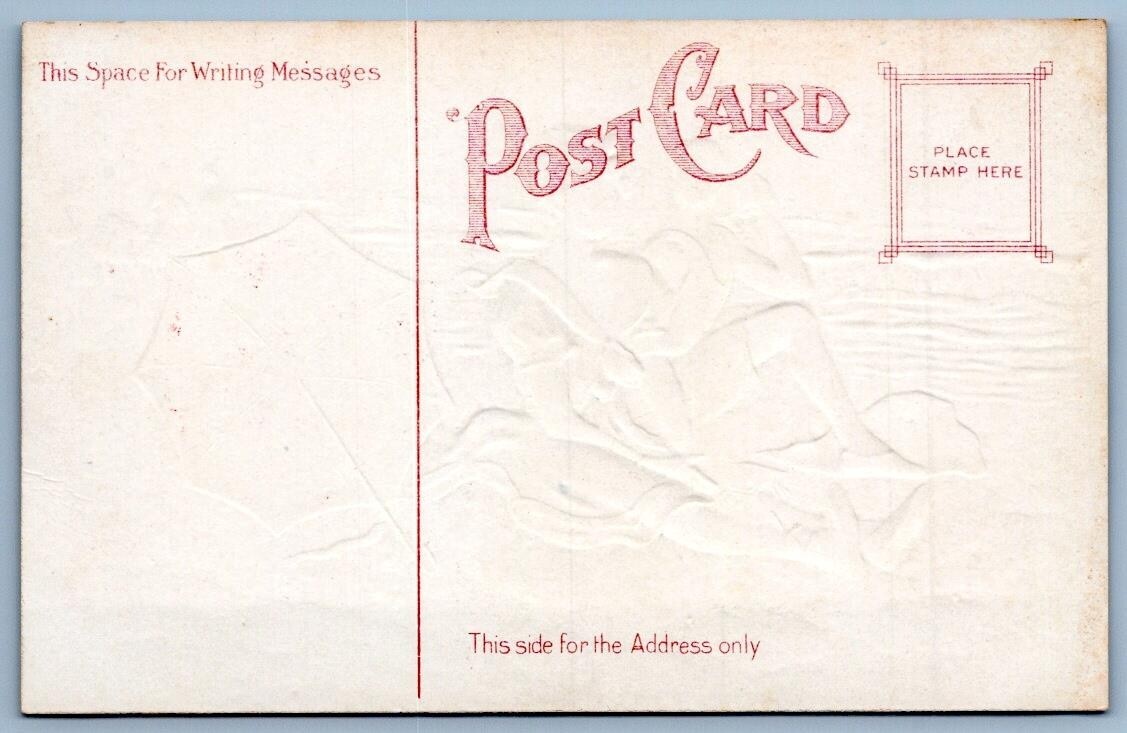 This Space For Writing Messages
Post Card
PLACE
STAMP HERE
This side for the Address only